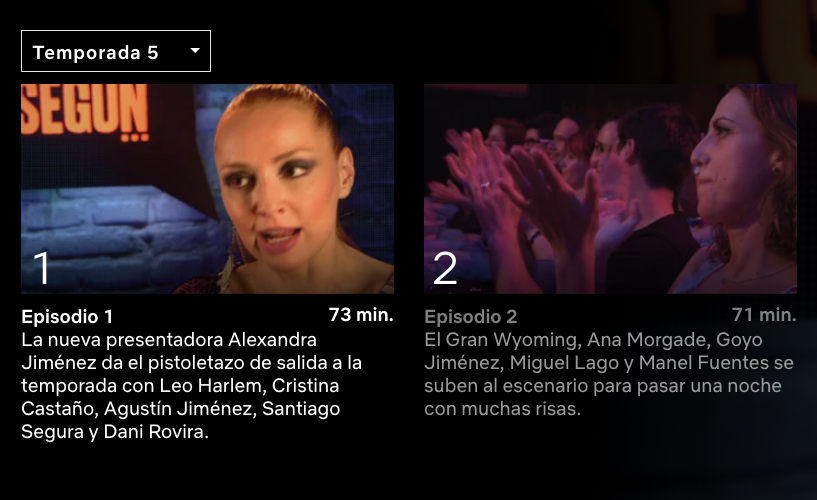 Temporada 5
SEGÚN
...
1
2
Episodio 1 73 min.
La nueva presentadora Alexandra
Jiménez da el pistoletazo de salida a la
temporada con Leo Harlem, Cristina
Castaño, Agustín Jiménez, Santiago
Segura y Dani Rovira.
Episodio 2 71 min.
El Gran Wyoming, Ana Morgade, Goyo
Jiménez, Miguel Lago y Manel Fuentes se
suben al escenario para pasar una noche
con muchas risas.